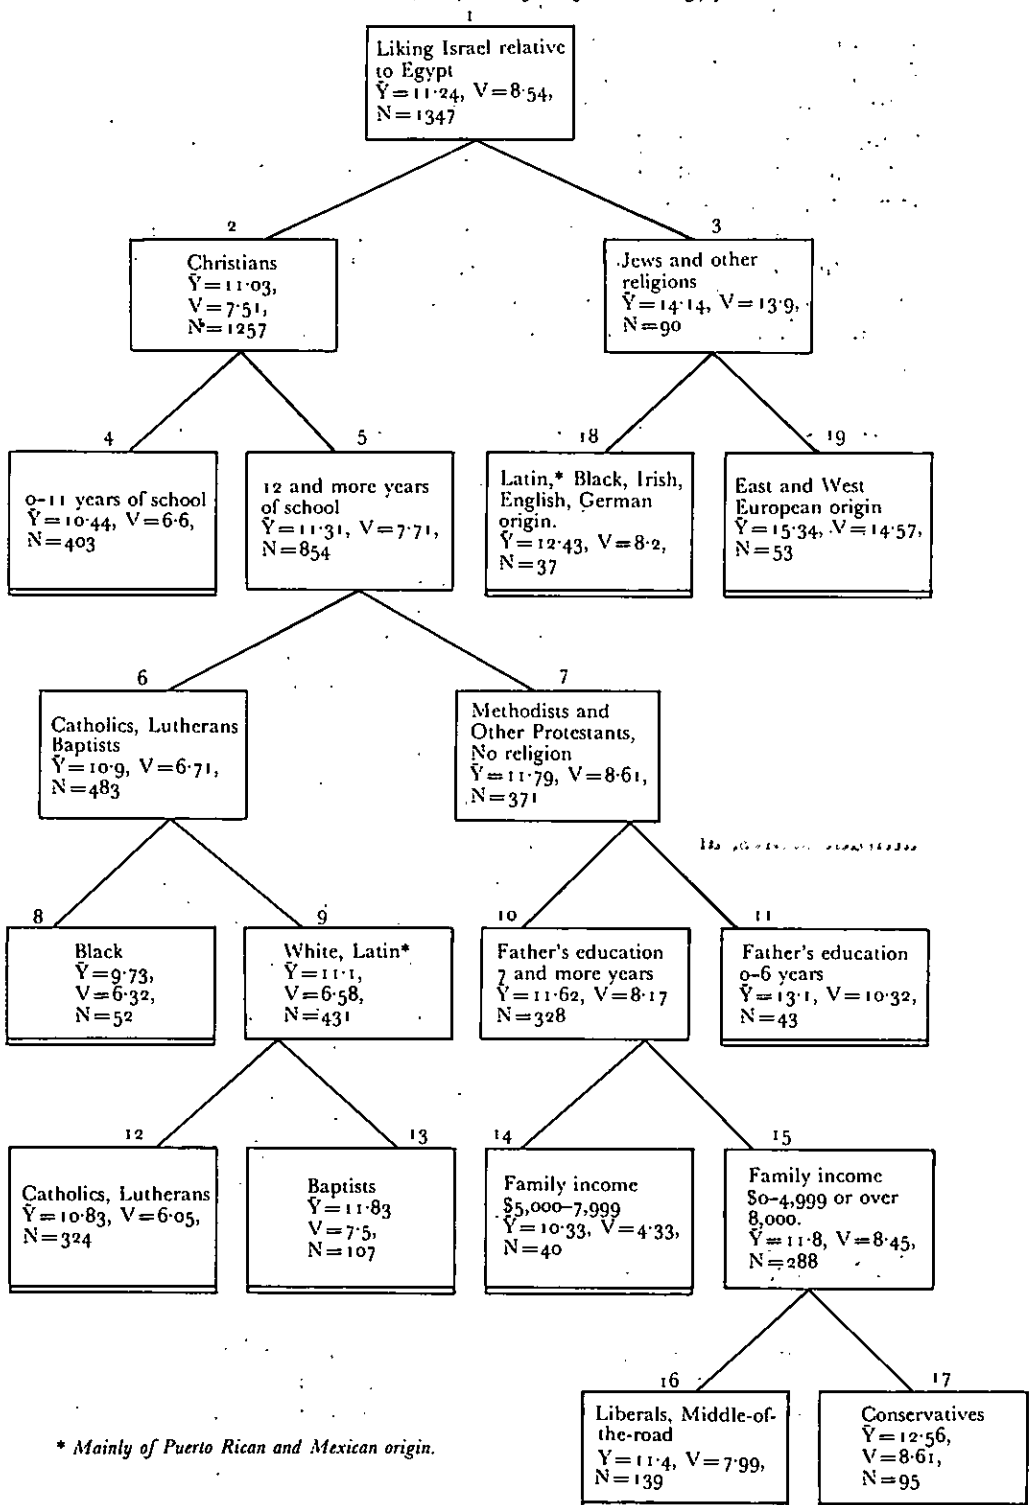 1
Liking Israel relative
to Egypt
Ȳ=11·24, V=8·54,
N=1347
2
Christians
Ȳ=11·03,
V=7·51,
N=1257
3
Jews and other
religions
Ȳ=14·14, V=13·9,
N=90
4
0-11 years of school
Ȳ=10·44, V=6·6,
N=403
5
12 and more years
of school
Ȳ=11·31, V=7·71,
N=854
18
Latin,* Black, Irish,
English, German
origin.
Ȳ=12·43, V=8·2,
N=37
19
East and West
European origin
Ȳ=15·34, V=14·57,
N=53
6
Catholics, Lutherans
Baptists
Ȳ=10·9, V=6·71,
N=483
7
Methodists and
Other Protestants,
No religion
Ȳ=11·79, V=8·61,
N=371
8
Black
Ȳ=9·73,
V=6·32,
N=52
9
White, Latin*
Ȳ=11·1,
V=6·58,
N=431
10
Father's education
7 and more years
Ȳ=11·62, V=8·17
N=328
11
Father's education
0-6 years
Ȳ=13·1, V=10·32,
N=43
12
Catholics, Lutherans
Ȳ=10·83, V=6·05,
N=324
13
Baptists
Ȳ=11·83
V=7·5,
N=107
14
Family income
$5,000-7,999
Ȳ=10·33, V=4·33,
N=40
15
Family income
$0-4,999 or over
8,000.
Ȳ=11·8, V=8·45,
N=288
16
Liberals, Middle-of-
the-road
Y=11·4, V=7·99,
N=139
17
Conservatives
Ȳ=12·56,
V=8·61,
N=95
* Mainly of Puerto Rican and Mexican origin.